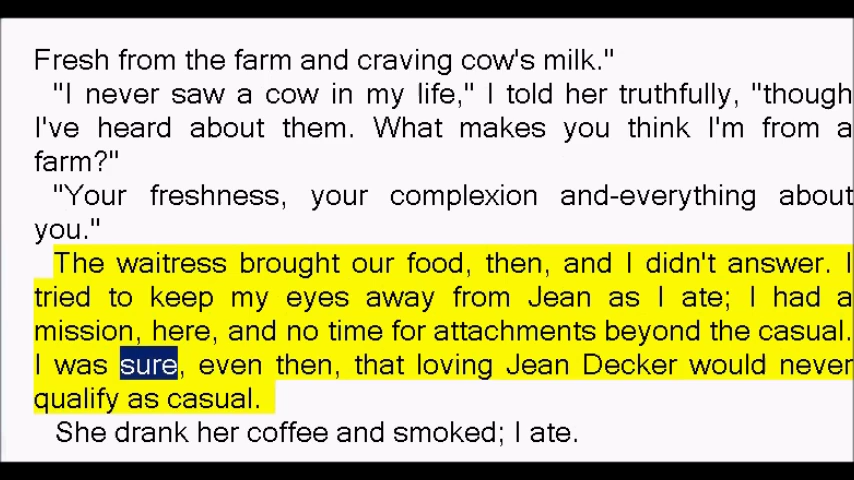 Fresh from the farm and craving cow's milk."
"I never saw a cow in my life," I told her truthfully, "though
I've heard about them. What makes you think I'm from a
farm?"
"Your freshness, your complexion and-everything about
you."
The waitress brought our food, then, and I didn't answer. I
tried to keep my eyes away from Jean as I ate; I had a
mission, here, and no time for attachments beyond the casual.
I was sure, even then, that loving Jean Decker would never
qualify as casual.
She drank her coffee and smoked; I ate.